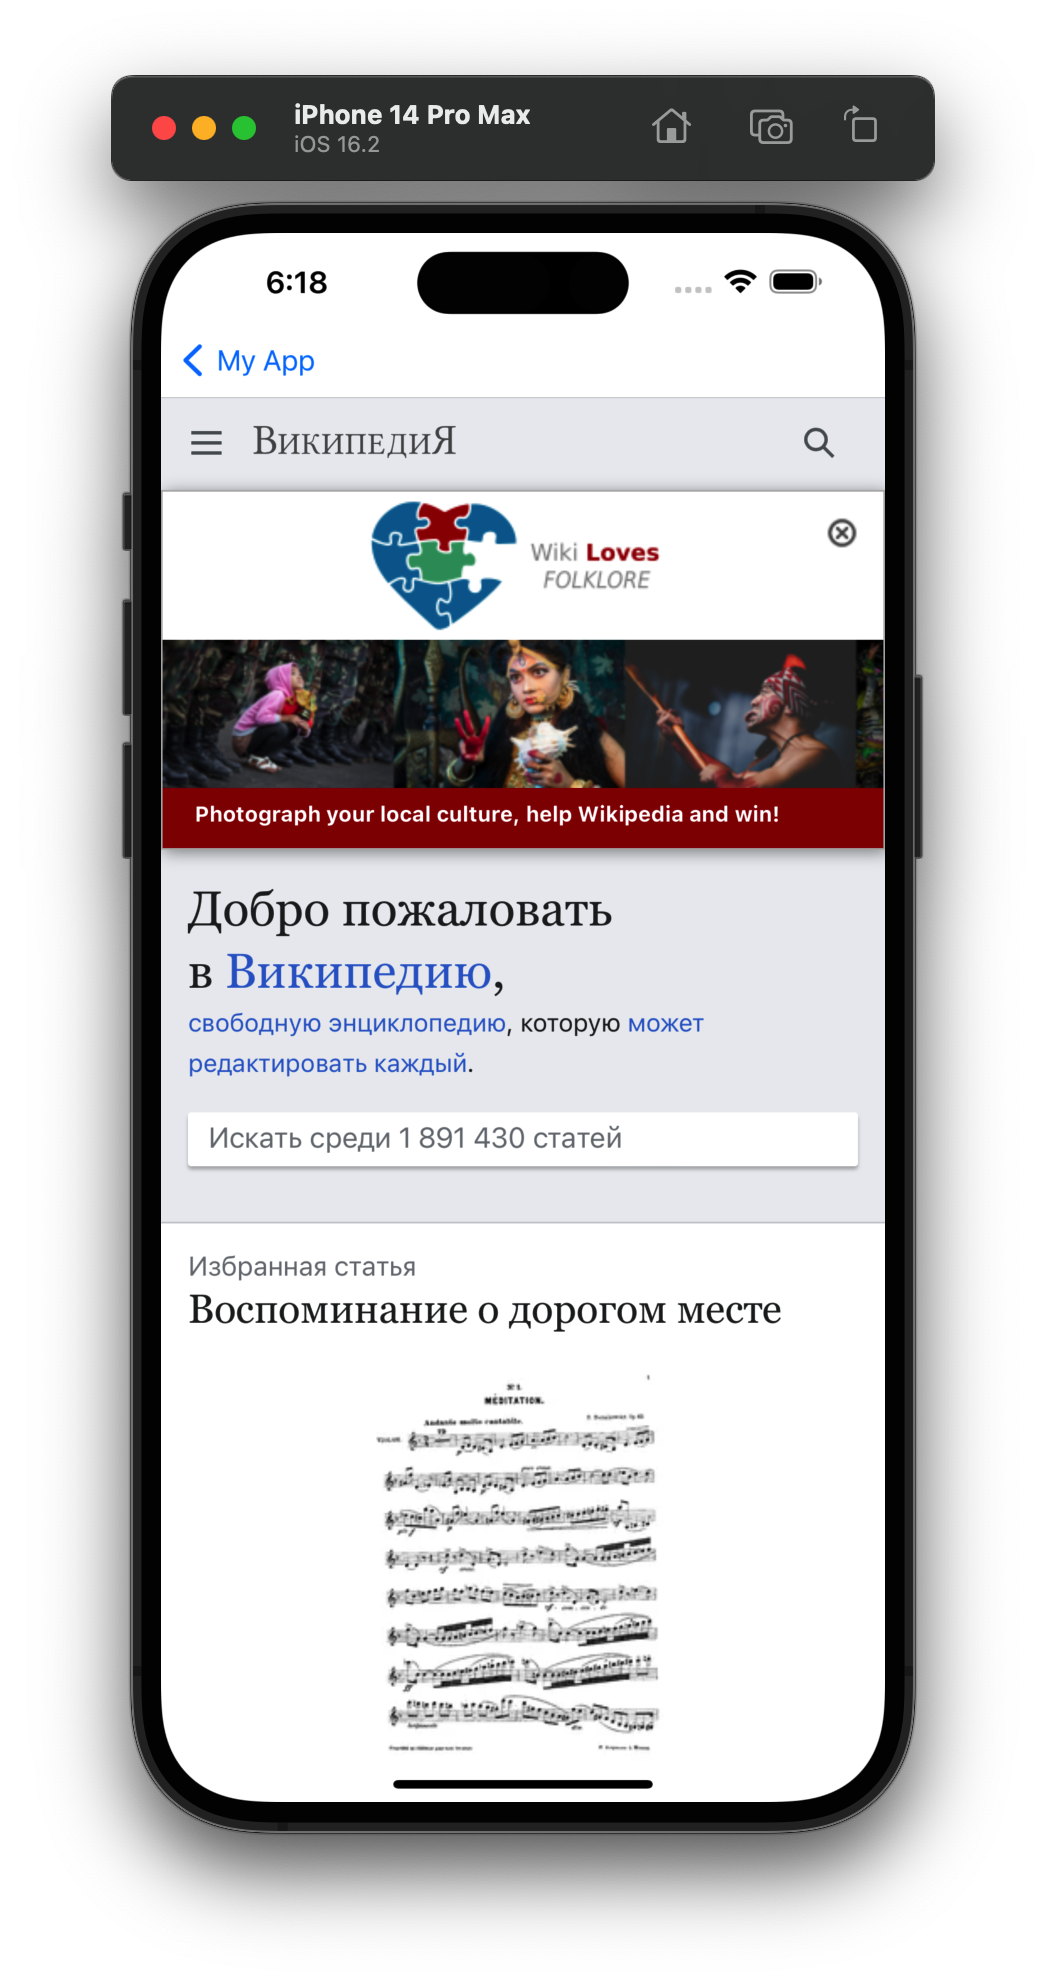 iPhone 14 Pro Max
iOS 16.2
6:18
My App
ВикипедиЯ
Wiki Loves
FOLKLORE
Photograph your local culture, help Wikipedia and win!
Добро пожаловать
в Википедию,
свободную энциклопедию, которую может
редактировать каждый.
Искать среди 1 891 430 статей
Избранная статья
Воспоминание о дорогом месте
Nº 1.
MÉDITATION.
Andante molto cantabile.